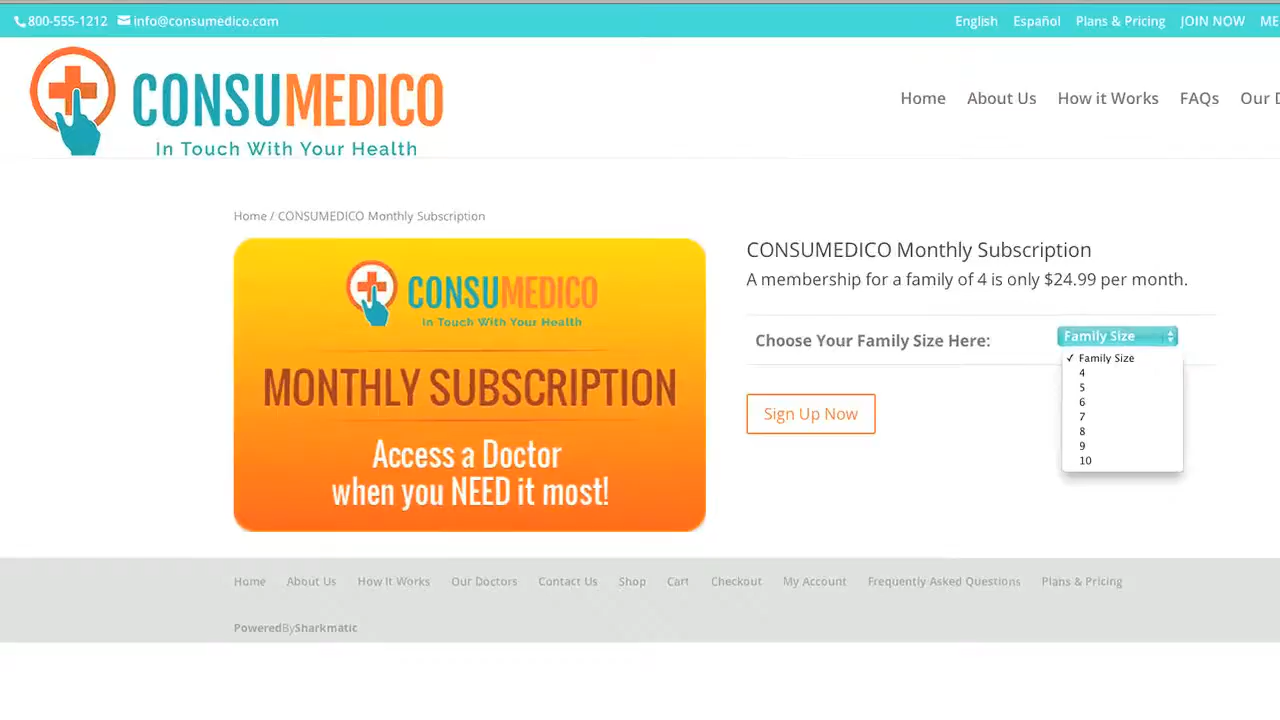 800-555-1212 info@consumedico.com English Español Plans & Pricing JOIN NOW ME
CONSUMEDICO
In Touch With Your Health
Home About Us How it Works FAQs Our D
Home / CONSUMEDICO Monthly Subscription
CONSUMEDICO
In Touch With Your Health
MONTHLY SUBSCRIPTION
Access a Doctor
when you NEED it most!
CONSUMEDICO Monthly Subscription
A membership for a family of 4 is only $24.99 per month.
Choose Your Family Size Here: Family Size
✓ Family Size
4
5
6
7
8
9
10
Sign Up Now
Home About Us How It Works Our Doctors Contact Us Shop Cart Checkout My Account Frequently Asked Questions Plans & Pricing
PoweredBySharkmatic